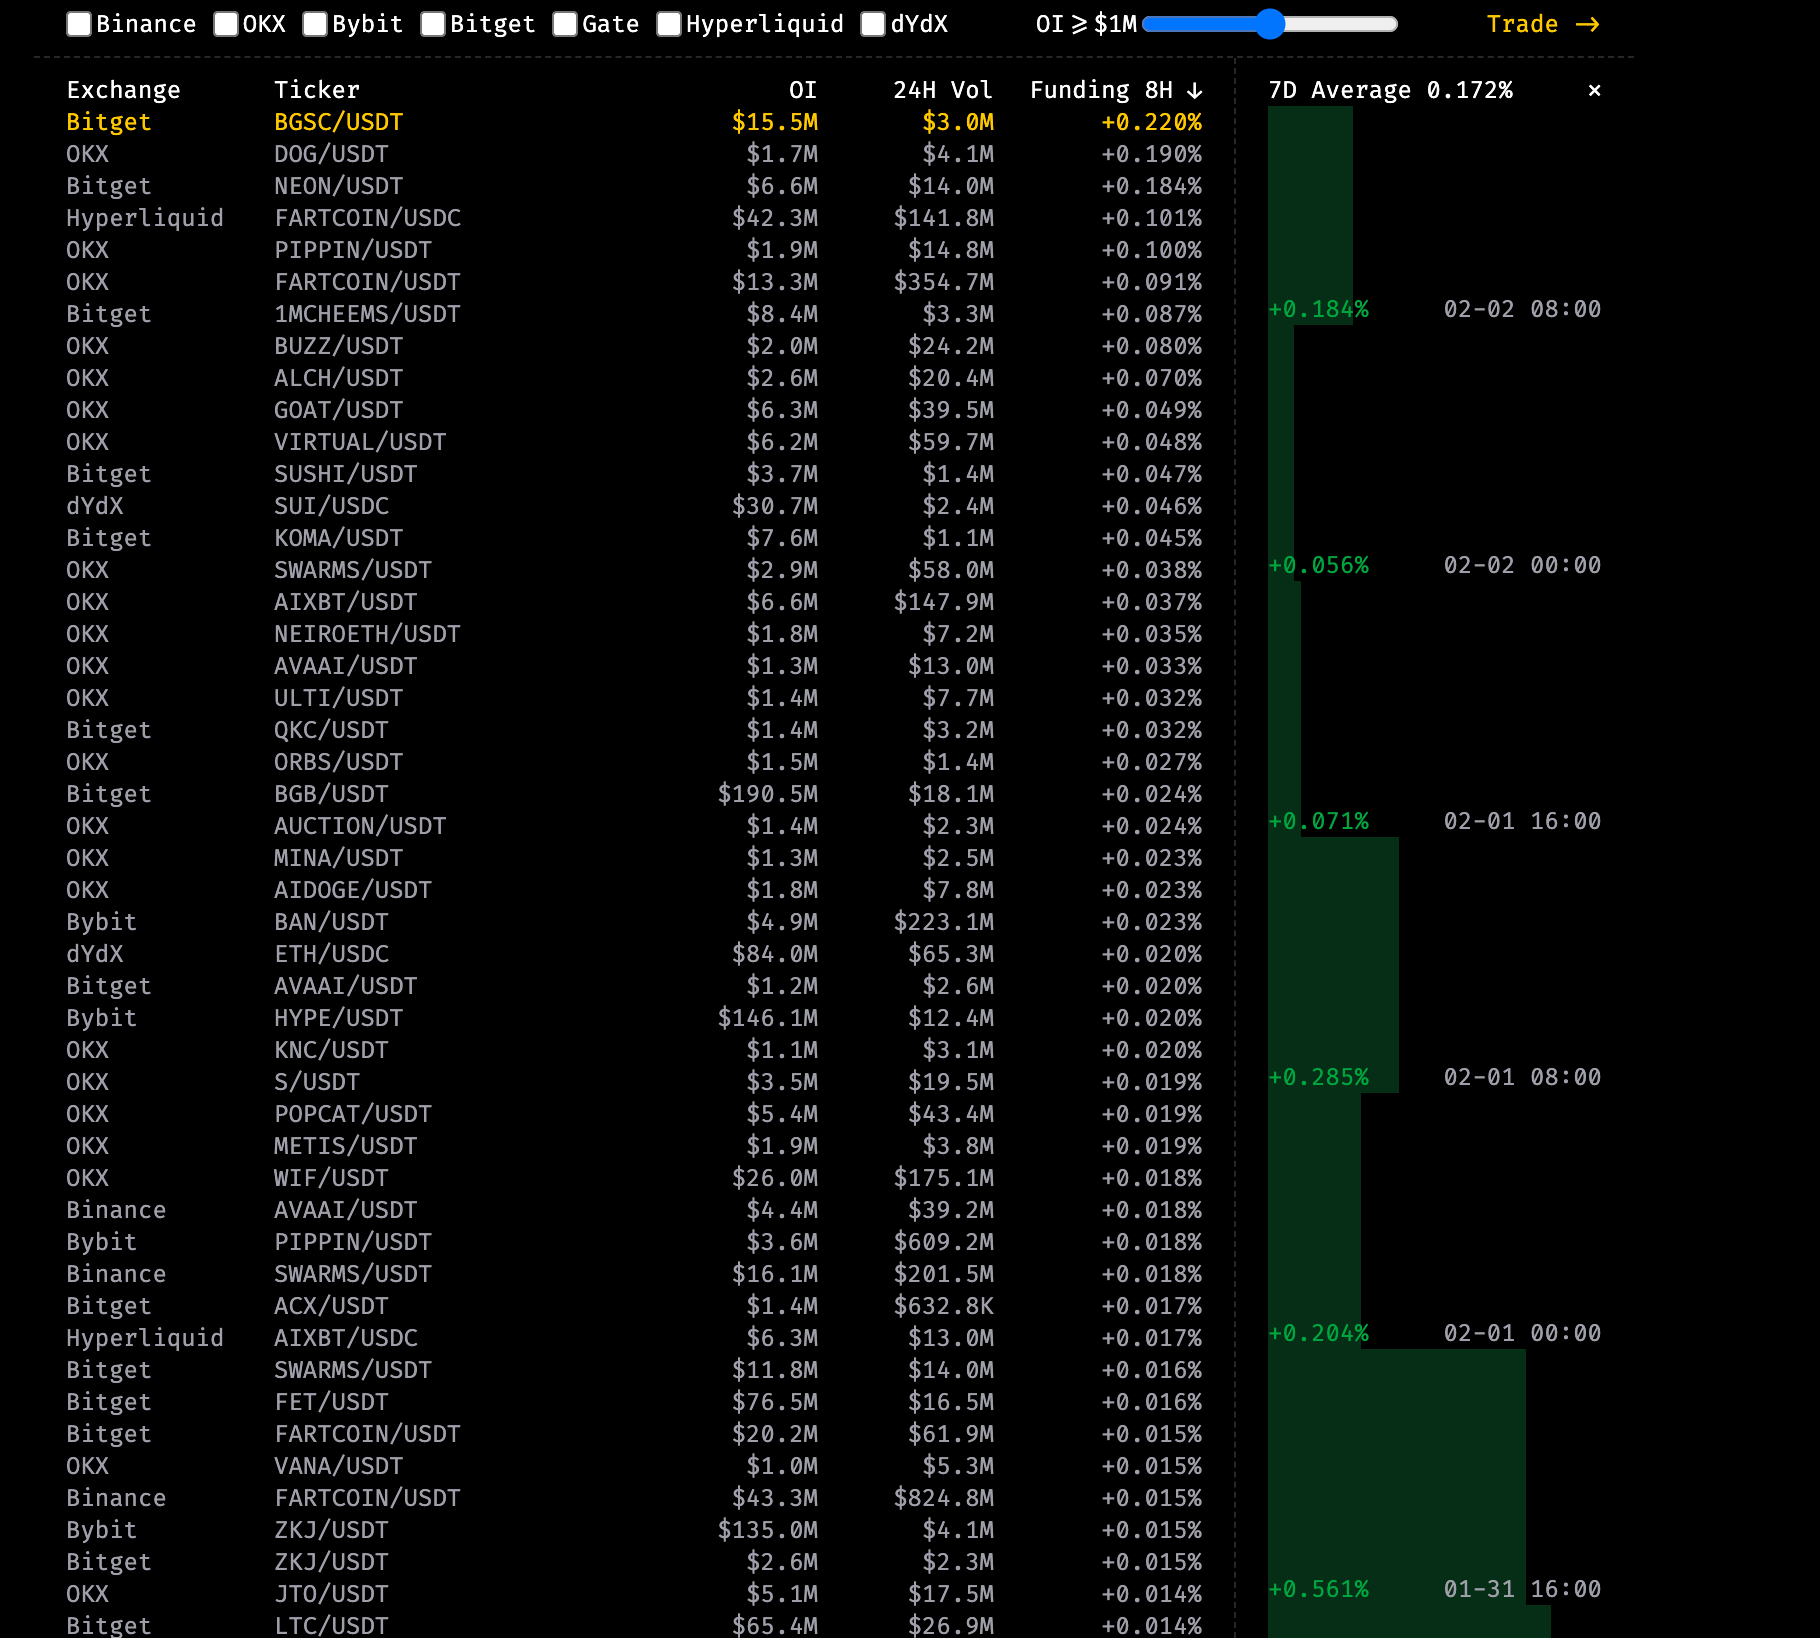 Binance OKX Bybit Bitget Gate Hyperliquid dYdX OI ≥ $1M Trade →
Exchange Ticker OI 24H Vol Funding 8H ↓ 7D Average 0.172% ×
Bitget BGSC/USDT $15.5M $3.0M +0.220%
OKX DOG/USDT $1.7M $4.1M +0.190%
Bitget NEON/USDT $6.6M $14.0M +0.184%
Hyperliquid FARTCOIN/USDC $42.3M $141.8M +0.101%
OKX PIPPIN/USDT $1.9M $14.8M +0.100%
OKX FARTCOIN/USDT $13.3M $354.7M +0.091%
Bitget 1MCHEEMS/USDT $8.4M $3.3M +0.087% +0.184% 02-02 08:00
OKX BUZZ/USDT $2.0M $24.2M +0.080%
OKX ALCH/USDT $2.6M $20.4M +0.070%
OKX GOAT/USDT $6.3M $39.5M +0.049%
OKX VIRTUAL/USDT $6.2M $59.7M +0.048%
Bitget SUSHI/USDT $3.7M $1.4M +0.047%
dYdX SUI/USDC $30.7M $2.4M +0.046%
Bitget KOMA/USDT $7.6M $1.1M +0.045%
OKX SWARMS/USDT $2.9M $58.0M +0.038% +0.056% 02-02 00:00
OKX AIXBT/USDT $6.6M $147.9M +0.037%
OKX NEIROETH/USDT $1.8M $7.2M +0.035%
OKX AVAAI/USDT $1.3M $13.0M +0.033%
OKX ULTI/USDT $1.4M $7.7M +0.032%
Bitget QKC/USDT $1.4M $3.2M +0.032%
OKX ORBS/USDT $1.5M $1.4M +0.027%
Bitget BGB/USDT $190.5M $18.1M +0.024%
OKX AUCTION/USDT $1.4M $2.3M +0.024% +0.071% 02-01 16:00
OKX MINA/USDT $1.3M $2.5M +0.023%
OKX AIDOGE/USDT $1.8M $7.8M +0.023%
Bybit BAN/USDT $4.9M $223.1M +0.023%
dYdX ETH/USDC $84.0M $65.3M +0.020%
Bitget AVAAI/USDT $1.2M $2.6M +0.020%
Bybit HYPE/USDT $146.1M $12.4M +0.020%
OKX KNC/USDT $1.1M $3.1M +0.020%
OKX S/USDT $3.5M $19.5M +0.019% +0.285% 02-01 08:00
OKX POPCAT/USDT $5.4M $43.4M +0.019%
OKX METIS/USDT $1.9M $3.8M +0.019%
OKX WIF/USDT $26.0M $175.1M +0.018%
Binance AVAAI/USDT $4.4M $39.2M +0.018%
Bybit PIPPIN/USDT $3.6M $609.2M +0.018%
Binance SWARMS/USDT $16.1M $201.5M +0.018%
Bitget ACX/USDT $1.4M $632.8K +0.017%
Hyperliquid AIXBT/USDC $6.3M $13.0M +0.017% +0.204% 02-01 00:00
Bitget SWARMS/USDT $11.8M $14.0M +0.016%
Bitget FET/USDT $76.5M $16.5M +0.016%
Bitget FARTCOIN/USDT $20.2M $61.9M +0.015%
OKX VANA/USDT $1.0M $5.3M +0.015%
Binance FARTCOIN/USDT $43.3M $824.8M +0.015%
Bybit ZKJ/USDT $135.0M $4.1M +0.015%
Bitget ZKJ/USDT $2.6M $2.3M +0.015%
OKX JTO/USDT $5.1M $17.5M +0.014% +0.561% 01-31 16:00
Bitget LTC/USDT $65.4M $26.9M +0.014%